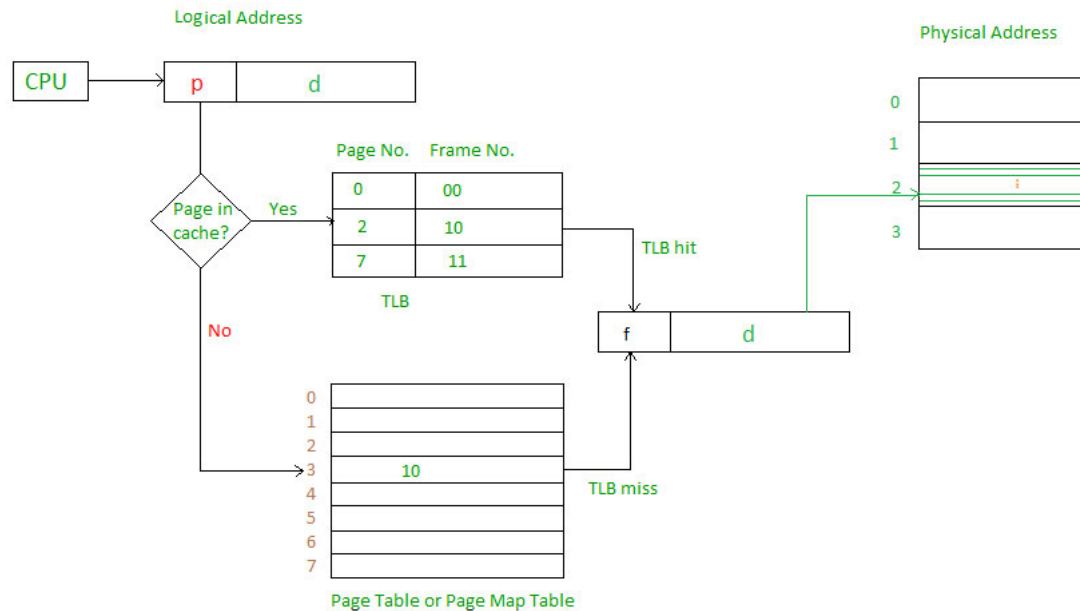 Logical Address
Physical Address
CPU
p
d
0
1
2
i
3
Page No.
Frame No.
Page in
cache?
Yes
0
00
2
10
7
11
TLB hit
TLB
No
f
d
0
1
2
3
10
4
5
6
7
TLB miss
Page Table or Page Map Table